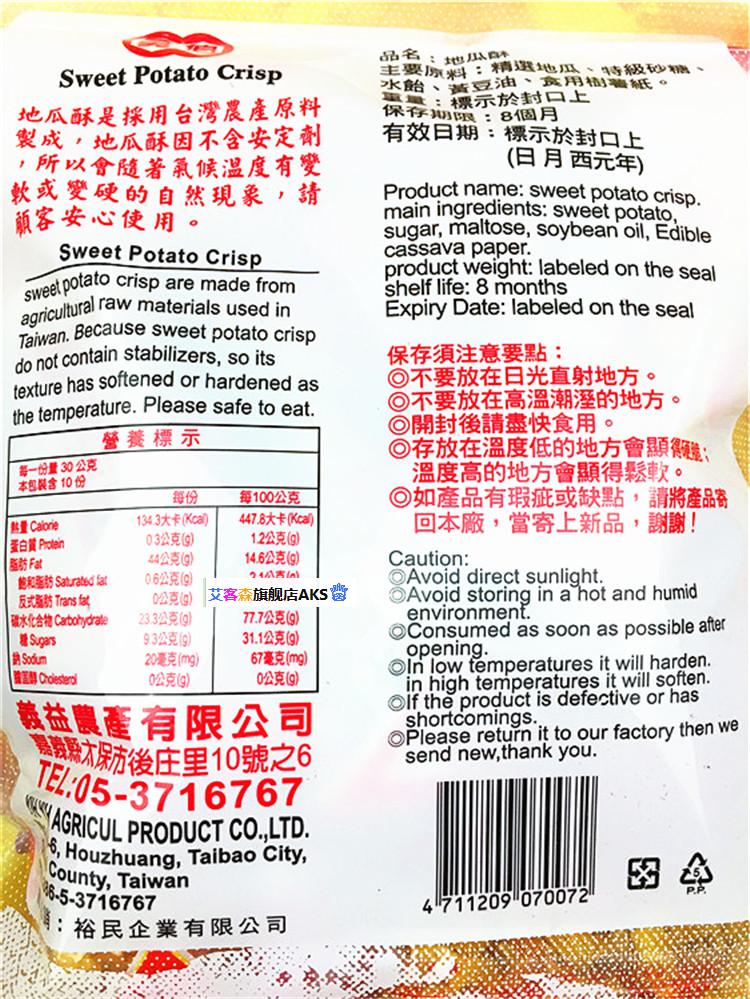 Sweet Potato Crisp
地瓜酥是採用台灣農產原料
製成，地瓜酥因不含安定劑
，所以會隨著氣候溫度有變
軟或變硬的自然現象，請
顧客安心使用。
Sweet Potato Crisp
sweet potato crisp are made from
agricultural raw materials used in
Taiwan. Because sweet potato crisp
do not contain stabilizers, so its
texture has softened or hardened as
the temperature. Please safe to eat.
營養標示
每一份量 30 公克
本包裝含 10 份
每份 每100公克
熱量 Calorie 134.3大卡(Kcal) 447.8大卡(Kcal)
蛋白質 Protein 0.3公克(g) 1.2公克(g)
脂肪 Fat 44公克(g) 14.6公克(g)
飽和脂肪 Saturated fat 0.6公克(g) 2.1公克(g)
反式脂肪 Trans fat 0公克(g)
碳水化合物 Carbohydrate 23.3公克(g) 77.7公克(g)
糖 Sugars 9.3公克(g) 31.1公克(g)
鈉 Sodium 20毫克(mg) 67毫克(mg)
膽固醇 Cholesterol 0公克(g) 0公克(g)
艾客森旗舰店AKS
義益農產有限公司
嘉義縣太保市後庄里10號之6
TEL:05-3716767
AGRICUL PRODUCT CO.,LTD.
-6, Houzhuang, Taibao City,
County, Taiwan
86-5-3716767
銷：裕民企業有限公司
品名：地瓜酥
主要原料：精選地瓜、特級砂糖、
水飴、黃豆油、食用樹薯紙。
重量：標示於封口上
保存期限：8個月
有效日期：標示於封口上
(日 月 西元年)
Product name: sweet potato crisp.
main ingredients: sweet potato,
sugar, maltose, soybean oil, Edible
cassava paper.
product weight: labeled on the seal
shelf life: 8 months
Expiry Date: labeled on the seal
保存須注意要點：
◎不要放在日光直射地方。
◎不要放在高溫潮溼的地方。
◎開封後請盡快食用。
◎存放在溫度低的地方會顯得硬脆；
溫度高的地方會顯得鬆軟。
◎如產品有瑕疵或缺點，請將產品寄
回本廠，當寄上新品，謝謝！
Caution:
◎Avoid direct sunlight.
◎Avoid storing in a hot and humid
environment.
◎Consumed as soon as possible after
opening.
◎In low temperatures it will harden.
in high temperatures it will soften.
◎If the product is defective or has
shortcomings.
◎Please return it to our factory then we
send new,thank you.
4 711209 070072
5
P.P.